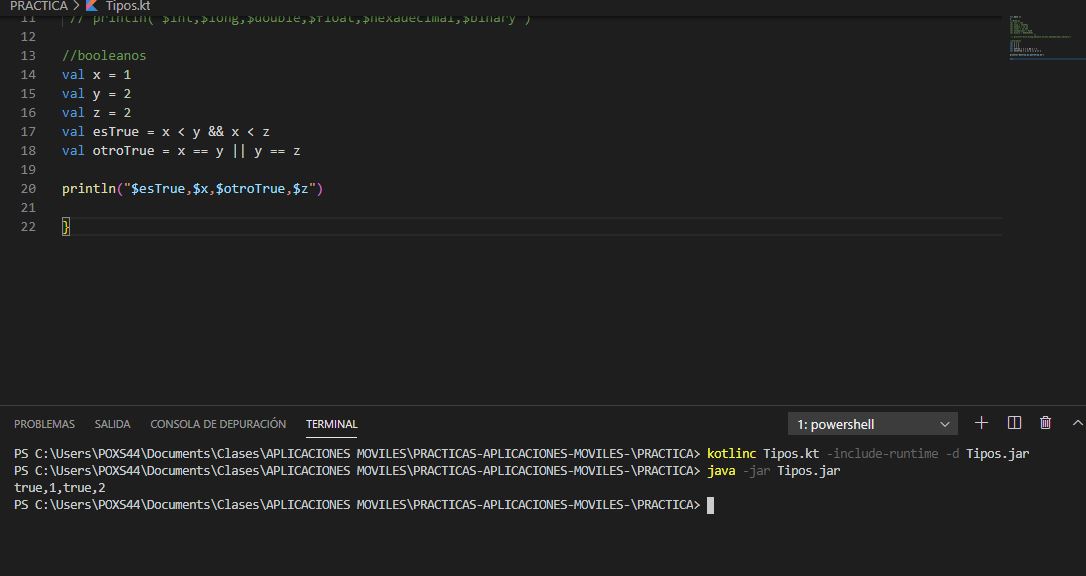 PRACTICA > Tipos.kt
11 // println("$int,$long,$double,$float,$hexadecimal,$binary")
12
13 //booleanos
14 val x = 1
15 val y = 2
16 val z = 2
17 val esTrue = x < y && x < z
18 val otroTrue = x == y || y == z
19
20 println("$esTrue,$x,$otroTrue,$z")
21
22 }
PROBLEMAS SALIDA CONSOLA DE DEPURACIÓN TERMINAL 1: powershell
PS C:\Users\POXS44\Documents\Clases\APLICACIONES MOVILES\PRACTICAS-APLICACIONES-MOVILES-\PRACTICA> kotlinc Tipos.kt -include-runtime -d Tipos.jar
PS C:\Users\POXS44\Documents\Clases\APLICACIONES MOVILES\PRACTICAS-APLICACIONES-MOVILES-\PRACTICA> java -jar Tipos.jar
true,1,true,2
PS C:\Users\POXS44\Documents\Clases\APLICACIONES MOVILES\PRACTICAS-APLICACIONES-MOVILES-\PRACTICA>